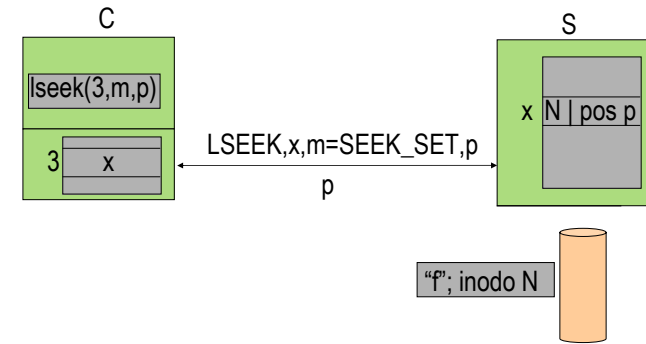 C
S
lseek(3,m,p)
x N | pos p
3 x
LSEEK,x,m=SEEK_SET,p
p
“f”; inodo N